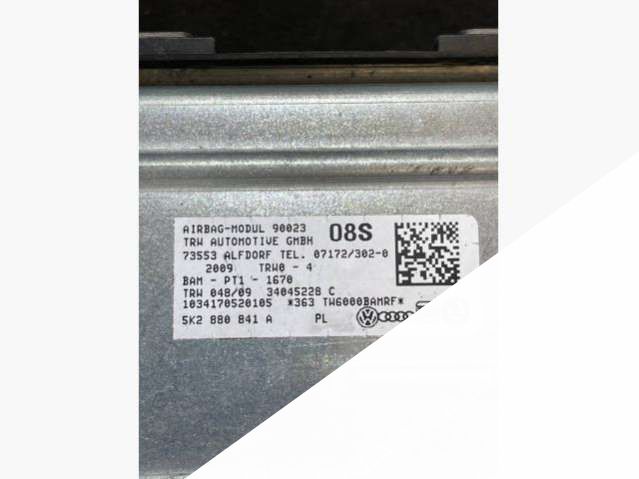 AIRBAG-MODUL 90023
08S
TRW AUTOMOTIVE GMBH
73553 ALFDORF TEL. 07172/302-0
2009 TRW0 - 4
BAM - PT1 - 1670
TRW 048/09 34045228 C
1034170520105 *363 TW6000BAMRF*
5K2 880 841 A PL